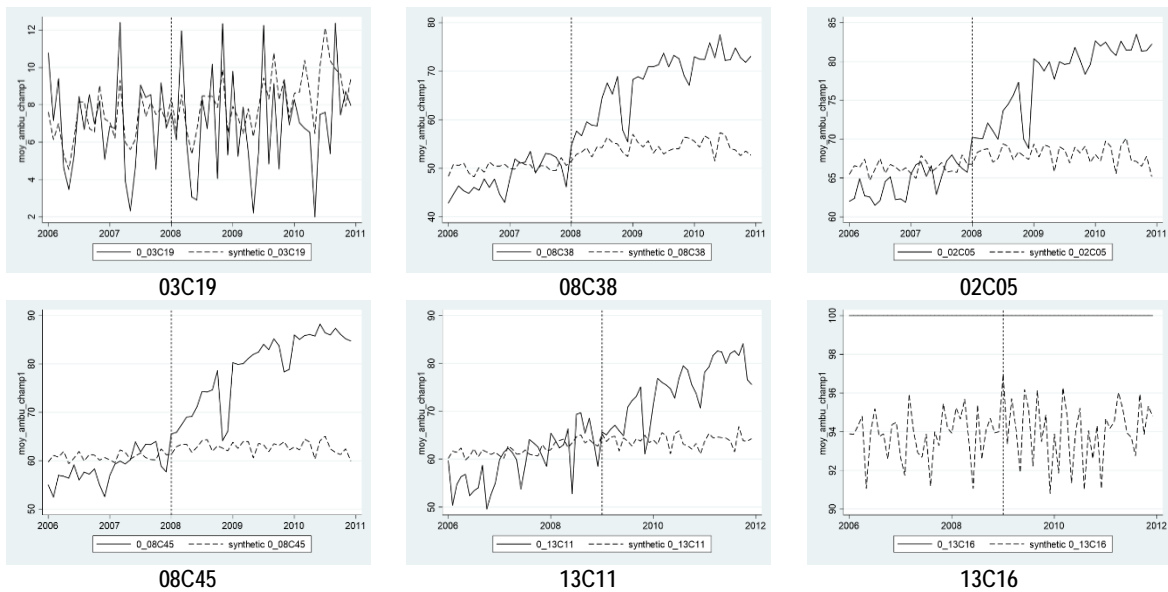 moy_ambu_champ1
12
10
8
6
4
2
2006 2007 2008 2009 2010 2011
0_03C19 synthetic 0_03C19
03C19
moy_ambu_champ1
80
70
60
50
40
2006 2007 2008 2009 2010 2011
0_08C38 synthetic 0_08C38
08C38
moy_ambu_champ1
85
80
75
70
65
60
2006 2007 2008 2009 2010 2011
0_02C05 synthetic 0_02C05
02C05
moy_ambu_champ1
90
80
70
60
50
2006 2007 2008 2009 2010 2011
0_08C45 synthetic 0_08C45
08C45
moy_ambu_champ1
90
80
70
60
50
2006 2008 2010 2012
0_13C11 synthetic 0_13C11
13C11
moy_ambu_champ1
100
98
96
94
92
90
2006 2008 2010 2012
0_13C16 synthetic 0_13C16
13C16